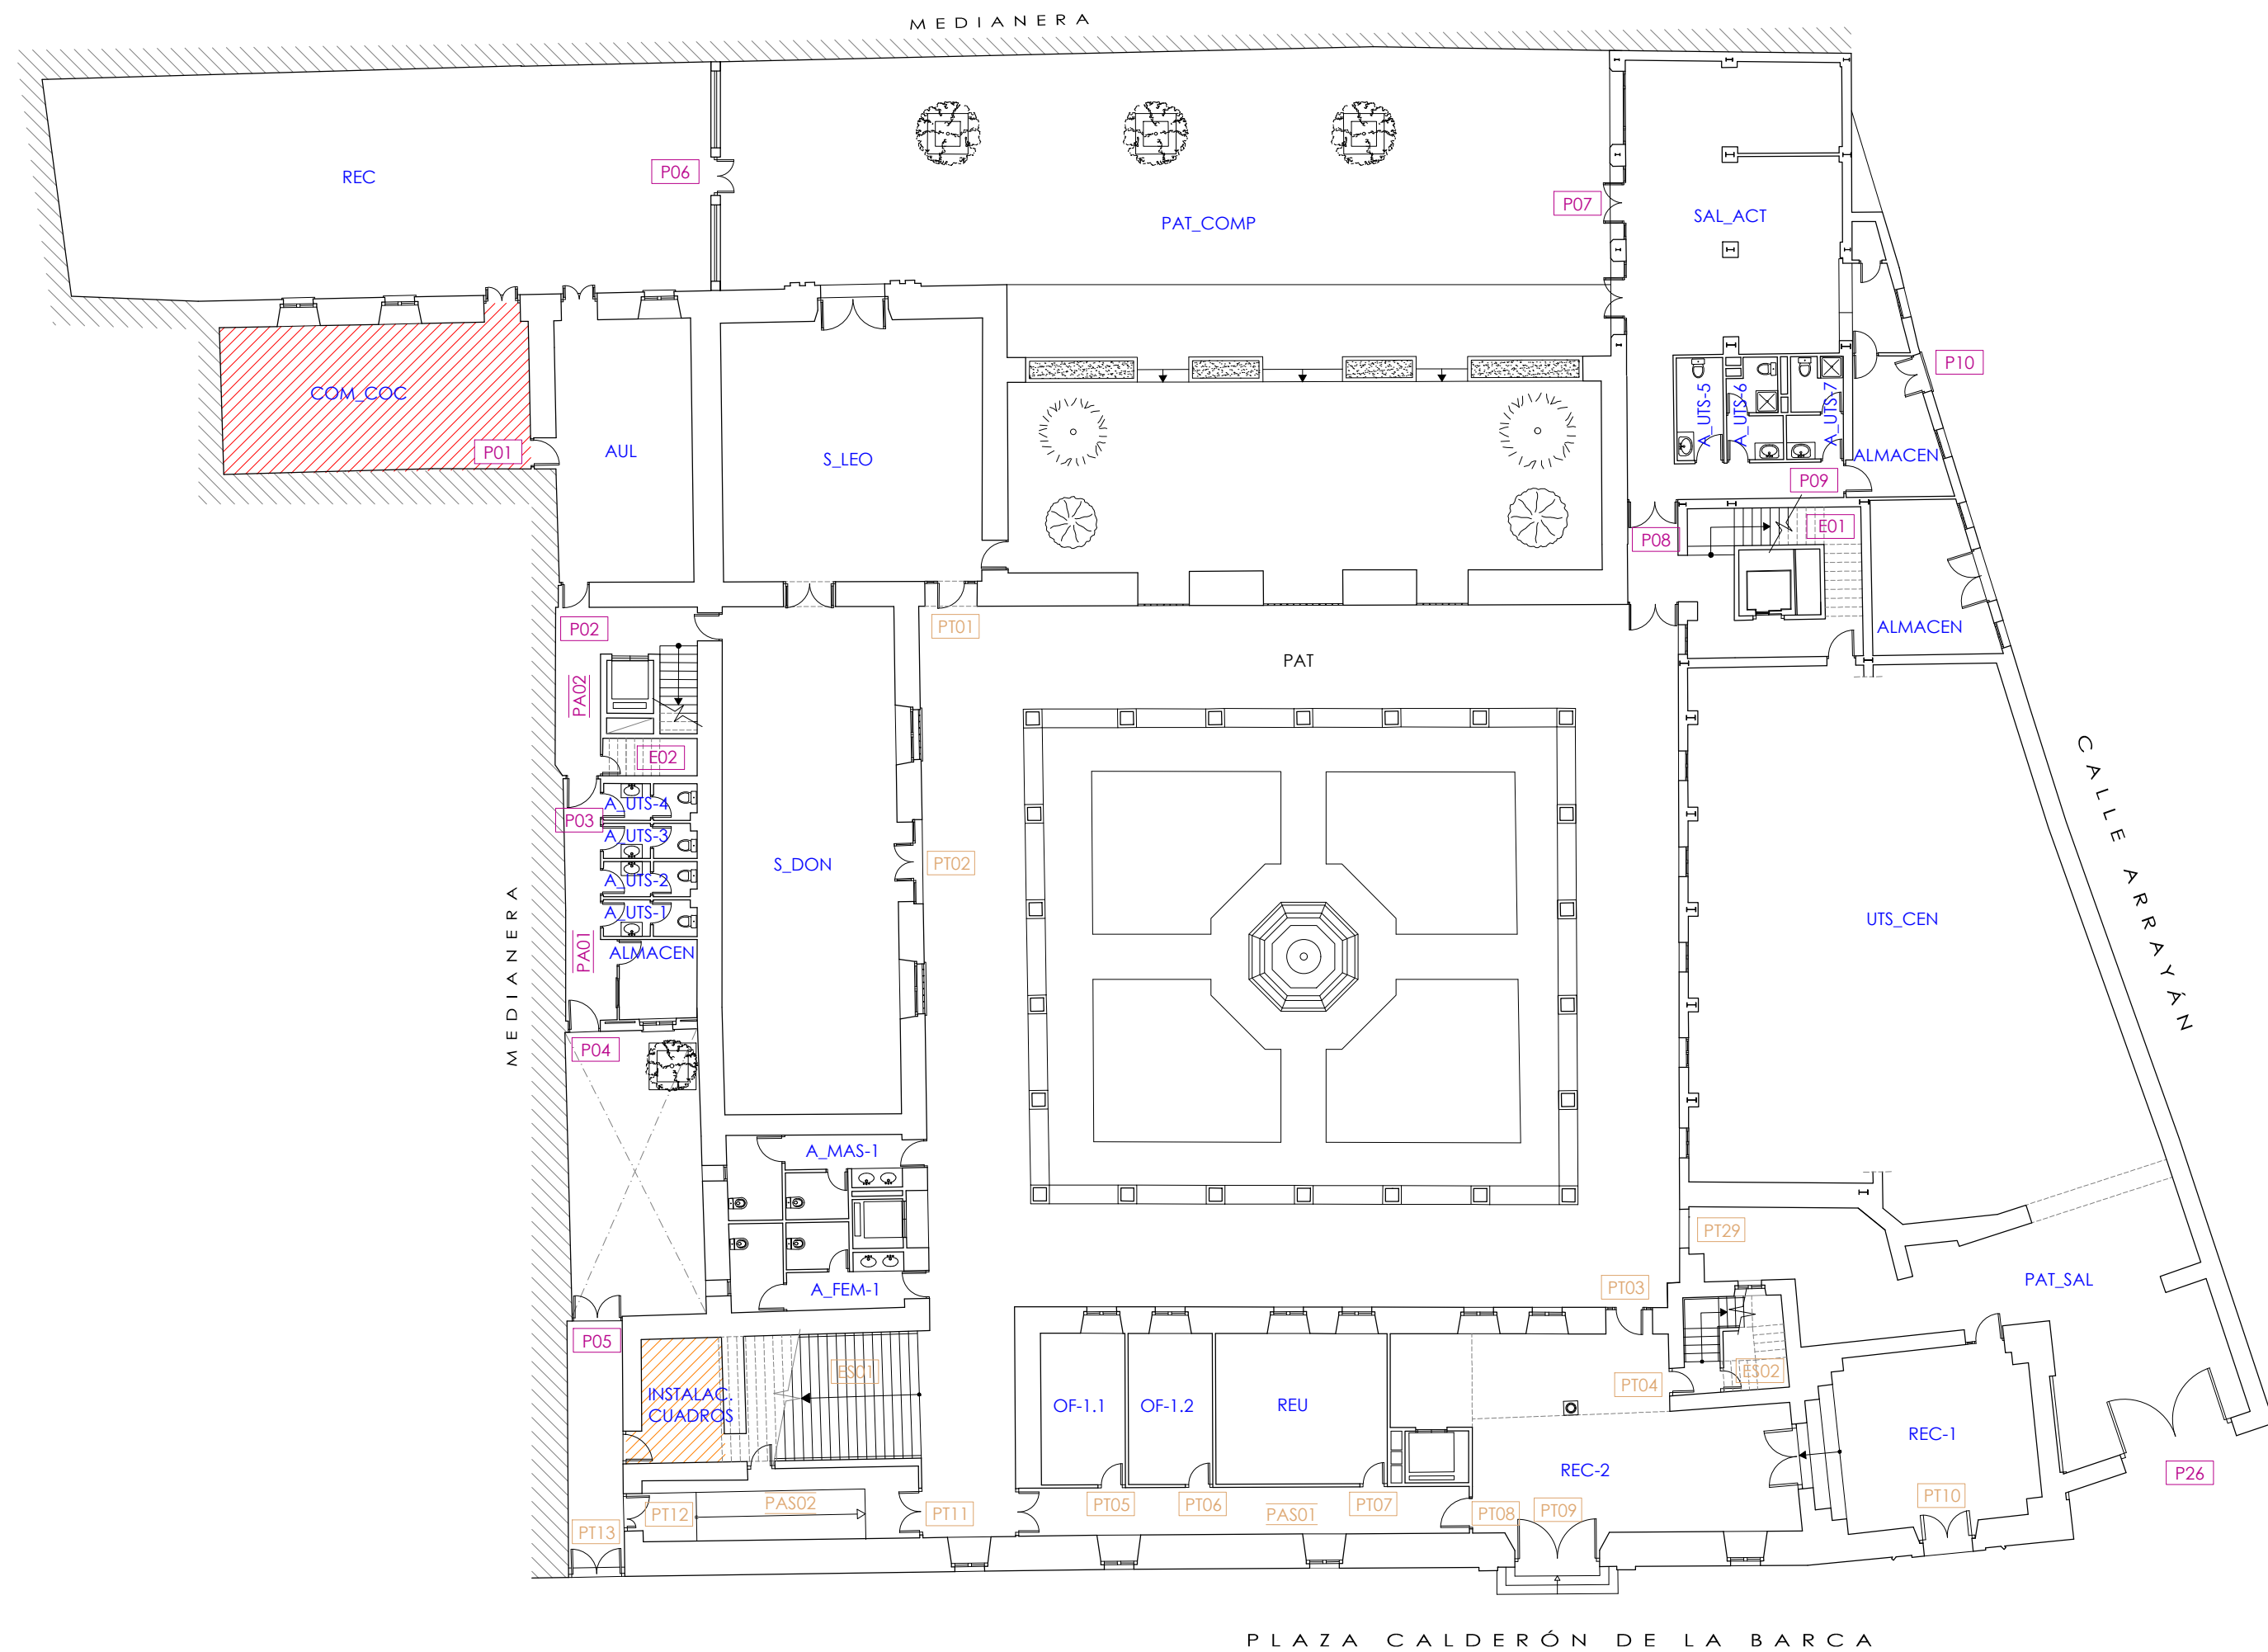 MEDIANERA
REC
P06
PAT_COMP
P07
SAL_ACT
P10
COM_COC
P01
AUL
S_LEO
A_UTS-5
A_UTS-6
A_UTS-7
ALMACEN
P09
P08
E01
P02
PT01
ALMACEN
PAT
PA02
E02
A_UTS-4
P03
A_UTS-3
A_UTS-2
A_UTS-1
PA01
ALMACEN
S_DON
PT02
UTS_CEN
CALLE ARRAYÁN
MEDIANERA
P04
A_MAS-1
A_FEM-1
PT29
PT03
PAT_SAL
P05
ES01
INSTALAC.
CUADROS
OF-1.1
OF-1.2
REU
PT04
ES02
REC-1
REC-2
P26
PT13
PT12
PAS02
PT11
PT05
PT06
PAS01
PT07
PT08
PT09
PT10
PLAZA CALDERÓN DE LA BARCA